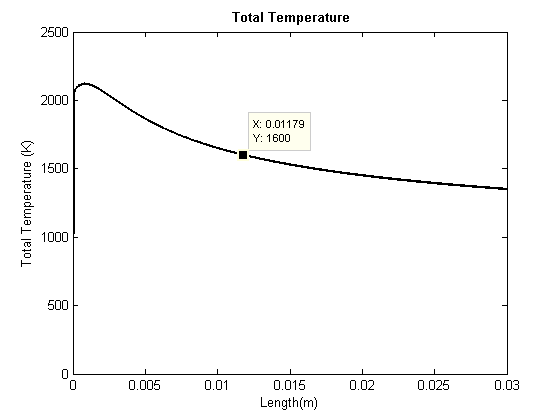 Total Temperature
2500
2000
1500
1000
500
0
Total Temperature (K)
X: 0.01179
Y: 1600
0
0.005
0.01
0.015
0.02
0.025
0.03
Length(m)